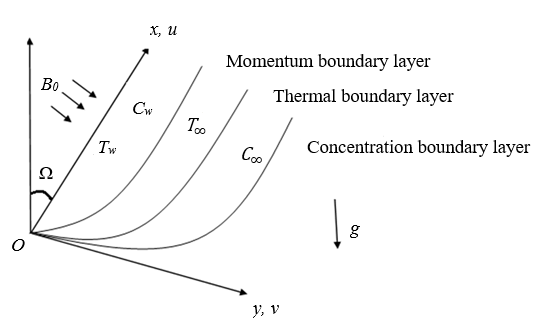 x, u
Momentum boundary layer
B0
Thermal boundary layer
Cw
T∞
Tw
C∞
Concentration boundary layer
Ω
g
O
y, v